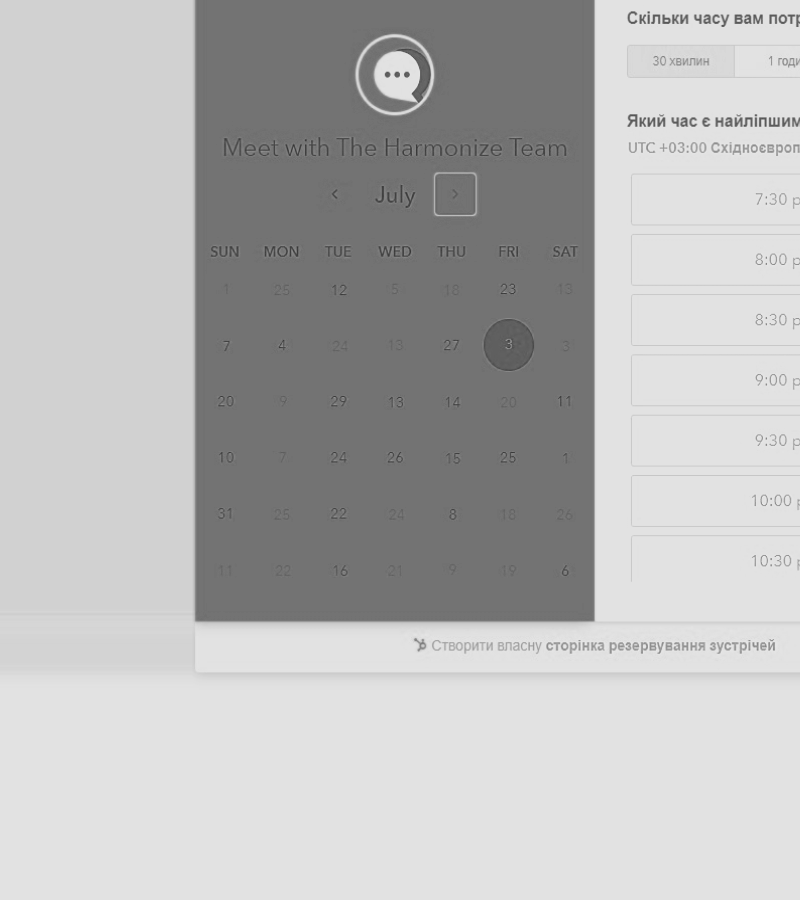 Meet with The Harmonize Team
July
SUN MON TUE WED THU FRI SAT
1 25 12 5 18 23 13
7 4 24 13 27 3 3
20 9 29 13 14 20 11
10 7 24 26 15 25 1
31 25 22 24 8 18 26
11 22 16 21 9 19 6
Скільки часу вам
30 хвилин 1
Який час є найліпшим
UTC +03:00
7:30
8:00
8:30
9:00
9:30
10:00
10:30
Створити власну сторінка резервування зустрічей